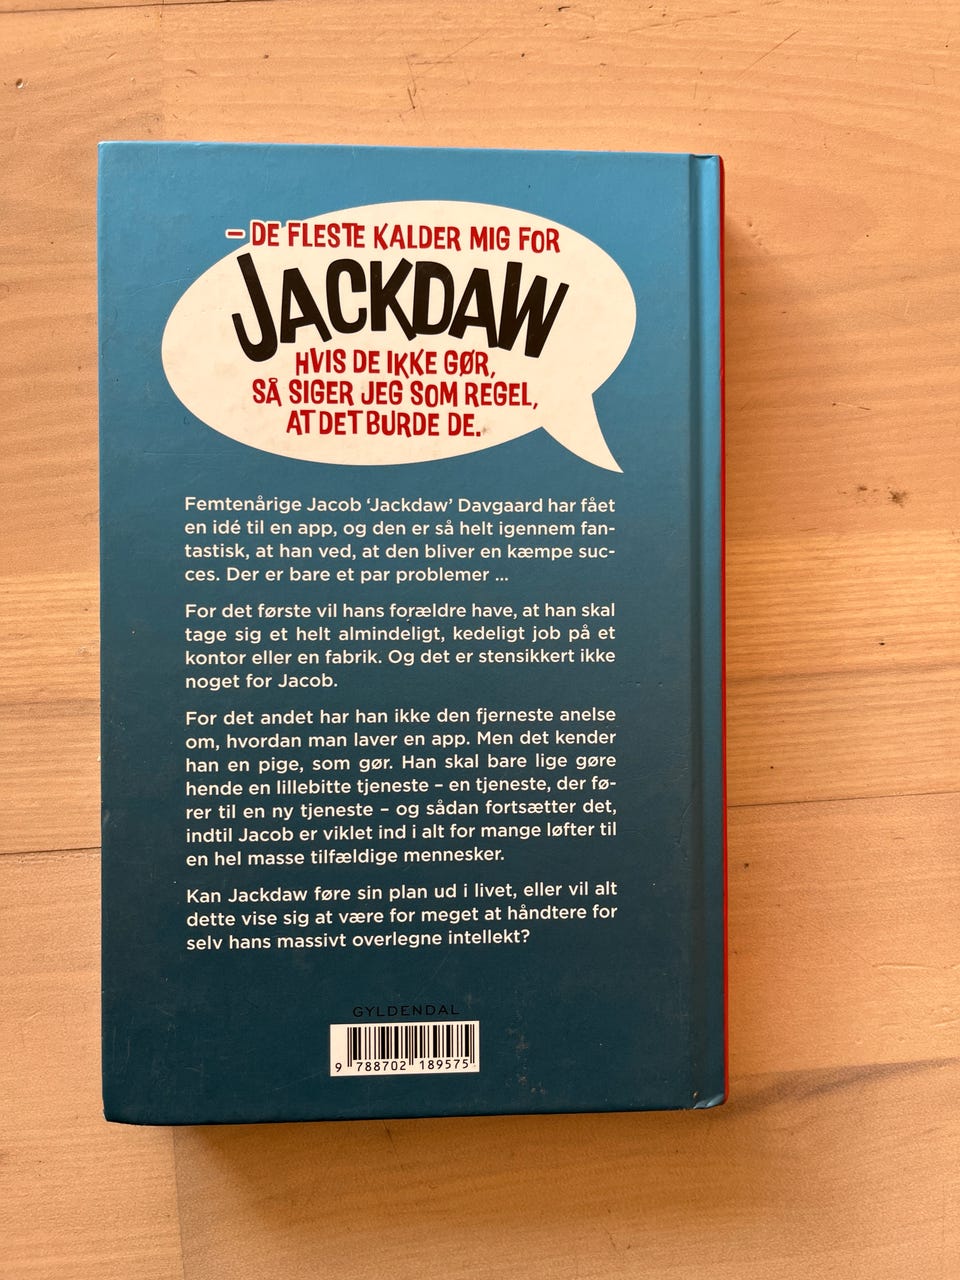 – DE FLESTE KALDER MIG FOR
JACKDAW
HVIS DE IKKE GØR,
SÅ SIGER JEG SOM REGEL,
AT DET BURDE DE.
Femtenårige Jacob ‘Jackdaw’ Davgaard har fået
en idé til en app, og den er så helt igennem fan-
tastisk, at han ved, at den bliver en kæmpe suc-
ces. Der er bare et par problemer ...
For det første vil hans forældre have, at han skal
tage sig et helt almindeligt, kedeligt job på et
kontor eller en fabrik. Og det er stensikkert ikke
noget for Jacob.
For det andet har han ikke den fjerneste anelse
om, hvordan man laver en app. Men det kender
han en pige, som gør. Han skal bare lige gøre
hende en lillebitte tjeneste – en tjeneste, der fø-
rer til en ny tjeneste – og sådan fortsætter det,
indtil Jacob er viklet ind i alt for mange løfter til
en hel masse tilfældige mennesker.
Kan Jackdaw føre sin plan ud i livet, eller vil alt
dette vise sig at være for meget at håndtere for
selv hans massivt overlegne intellekt?
GYLDENDAL
9 788702 189575